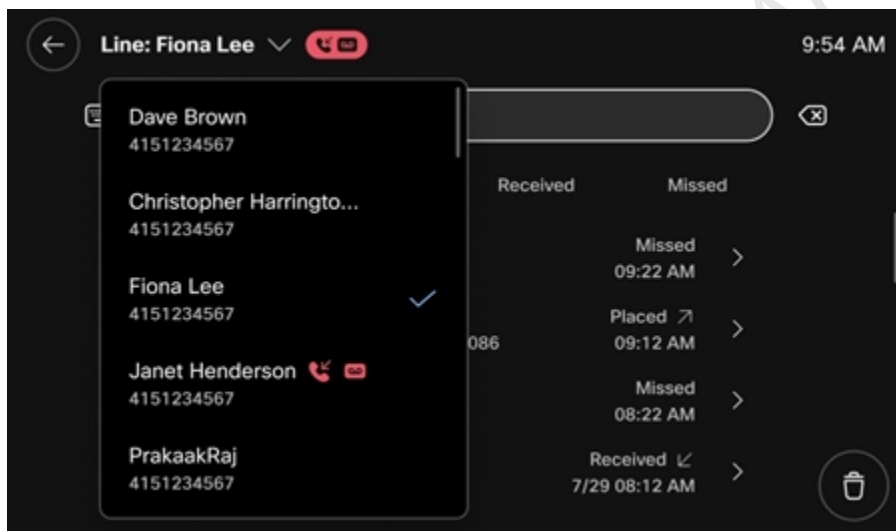 Line: Fiona Lee
9:54 AM
Dave Brown
4151234567
Christopher Harringto...
4151234567
Fiona Lee
4151234567
Janet Henderson
4151234567
PrakaakRaj
4151234567
Received Missed
Missed
09:22 AM
Placed
086 09:12 AM
Missed
08:22 AM
Received
7/29 08:12 AM